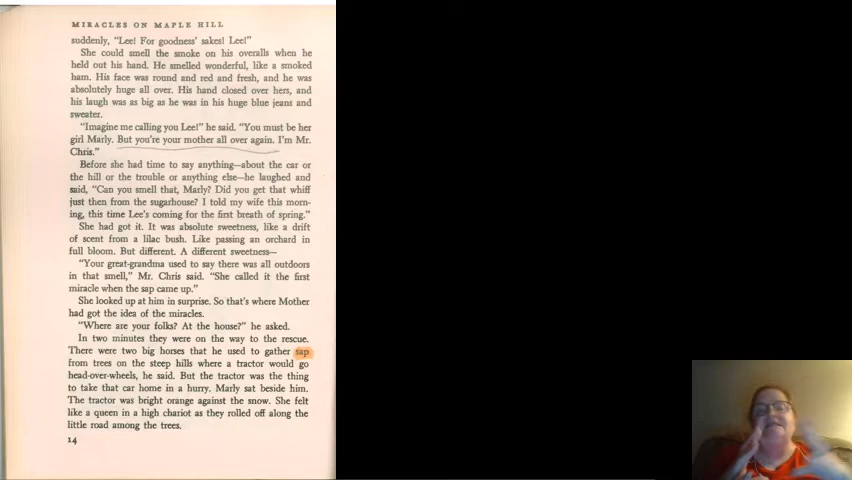 MIRACLES ON MAPLE HILL
suddenly, "Lee! For goodness' sakes! Lee!"
She could smell the smoke on his overalls when he
held out his hand. He smelled wonderful, like a smoked
ham. His face was round and red and fresh, and he was
absolutely huge all over. His hand closed over hers, and
his laugh was as big as he was in his huge blue jeans and
sweater.
"Imagine me calling you Lee!" he said. "You must be her
girl Marly. But you're your mother all over again. I'm Mr.
Chris."
Before she had time to say anything—about the car or
the hill or the trouble or anything else—he laughed and
said, "Can you smell that, Marly? Did you get that whiff
just then from the sugarhouse? I told my wife this morn-
ing, this time Lee's coming for the first breath of spring."
She had got it. It was absolute sweetness, like a drift
of scent from a lilac bush. Like passing an orchard in
full bloom. But different. A different sweetness—
"Your great-grandma used to say there was all outdoors
in that smell," Mr. Chris said. "She called it the first
miracle when the sap came up."
She looked up at him in surprise. So that's where Mother
had got the idea of the miracles.
"Where are your folks? At the house?" he asked.
In two minutes they were on the way to the rescue.
There were two big horses that he used to gather sap
from trees on the steep hills where a tractor would go
head-over-wheels, he said. But the tractor was the thing
to take that car home in a hurry. Marly sat beside him.
The tractor was bright orange against the snow. She felt
like a queen in a high chariot as they rolled off along the
little road among the trees.
14